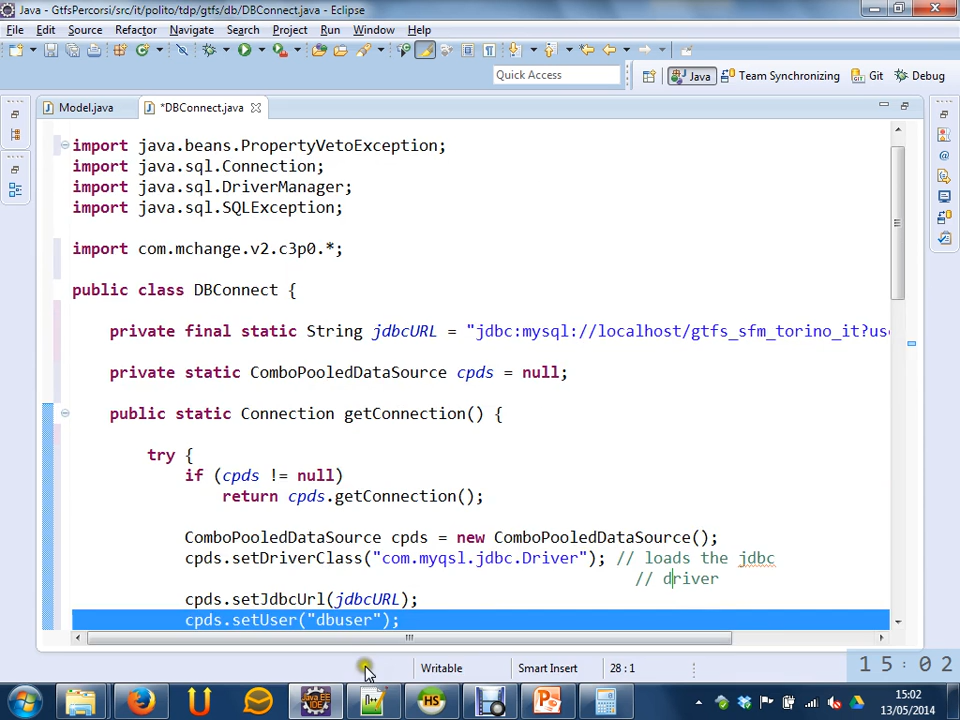 Java - GtfsPercorsi/src/it/polito/tdp/gtfs/db/DBConnect.java - Eclipse
File Edit Source Refactor Navigate Search Project Run Window Help
Quick Access
Java Team Synchronizing Git Debug
Model.java *DBConnect.java
import java.beans.PropertyVetoException;
import java.sql.Connection;
import java.sql.DriverManager;
import java.sql.SQLException;
import com.mchange.v2.c3p0.*;
public class DBConnect {
private final static String jdbcURL = "jdbc:mysql://localhost/gtfs_sfm_torino_it?use
private static ComboPooledDataSource cpds = null;
public static Connection getConnection() {
try {
if (cpds != null)
return cpds.getConnection();
ComboPooledDataSource cpds = new ComboPooledDataSource();
cpds.setDriverClass("com.myqsl.jdbc.Driver"); // loads the jdbc
// driver
cpds.setJdbcUrl(jdbcURL);
cpds.setUser("dbuser");
Writable Smart Insert 28 : 1
15:02
Java EE
IDE
N++
HS
15:02
13/05/2014